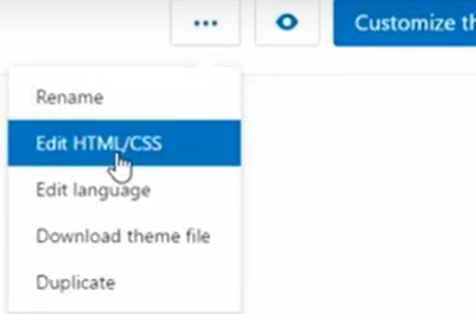 Customize th
Rename
Edit HTML/CSS
Edit language
Download theme file
Duplicate